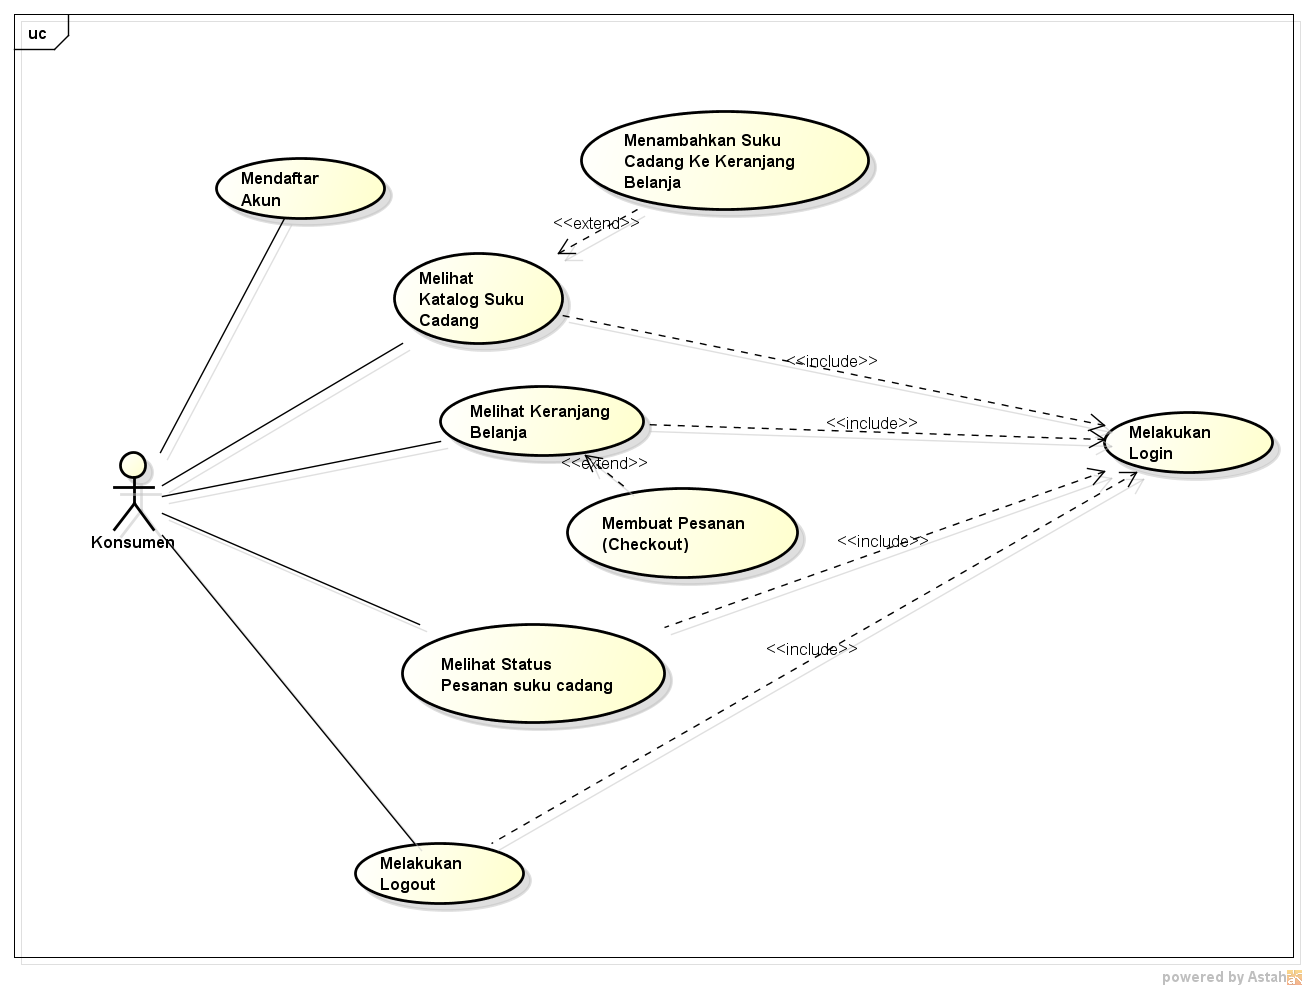 uc
Menambahkan Suku
Cadang Ke Keranjang
Belanja
Mendaftar
Akun
<<extend>>
Melihat
Katalog Suku
Cadang
<<include>>
Melihat Keranjang
Belanja
<<include>>
Melakukan
Login
<<extend>>
Membuat Pesanan
(Checkout)
Konsumen
<<include>>
<<include>>
Melihat Status
Pesanan suku cadang
Melakukan
Logout
powered by Astah